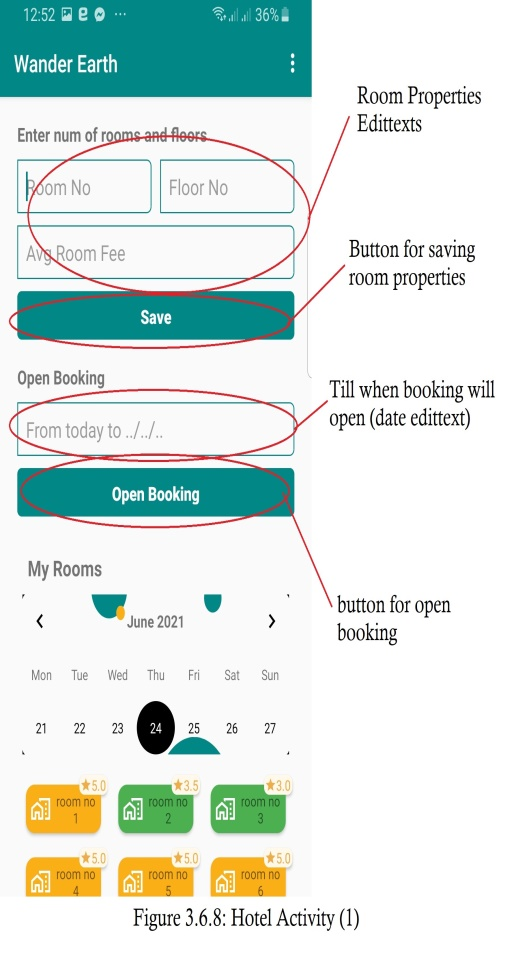 12:52 36%
Wander Earth
Room Properties
Edittexts
Enter num of rooms and floors
Room No Floor No
Avg Room Fee
Button for saving
room properties
Save
Open Booking
Till when booking will
open (date edittext)
From today to ../../..
Open Booking
My Rooms
button for open
booking
June 2021
Mon Tue Wed Thu Fri Sat Sun
21 22 23 24 25 26 27
5.0 3.5 3.0
room no room no room no
1 2 3
5.0 5.0 5.0
room no room no room no
4 5 6
Figure 3.6.8: Hotel Activity (1)